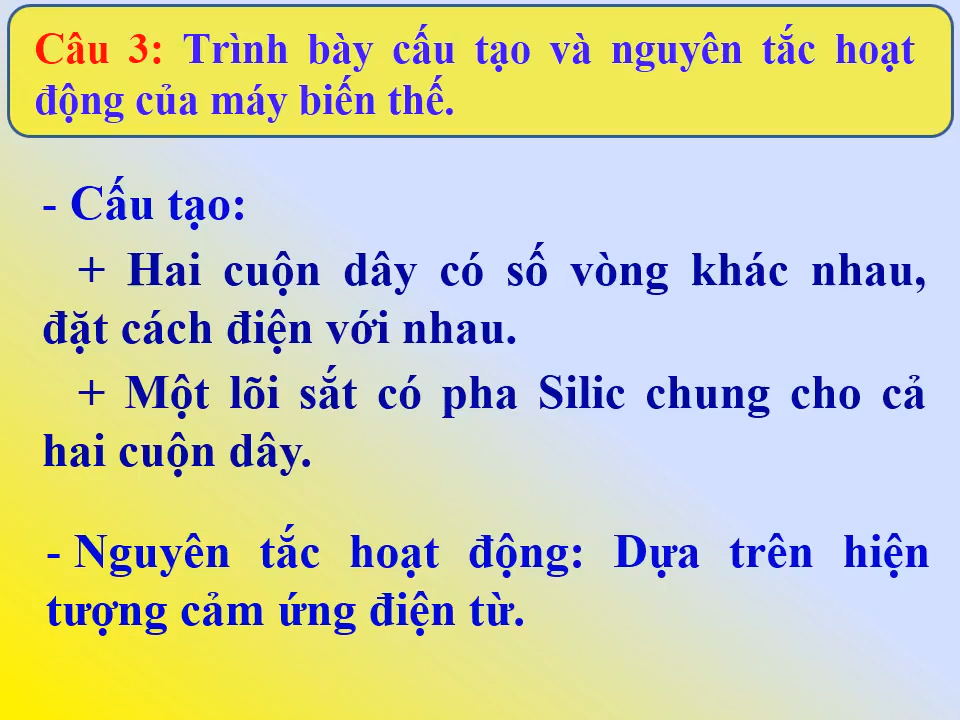 Câu 3: Trình bày cấu tạo và nguyên tắc hoạt
động của máy biến thế.
- Cấu tạo:
+ Hai cuộn dây có số vòng khác nhau,
đặt cách điện với nhau.
+ Một lõi sắt có pha Silic chung cho cả
hai cuộn dây.
- Nguyên tắc hoạt động: Dựa trên hiện
tượng cảm ứng điện từ.